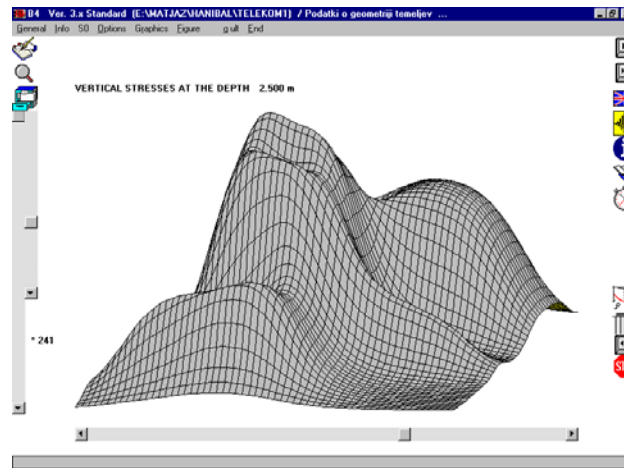 B4 Ver. 3.x Standard (E:\MATJAZ\HANIBAL\TELEKOM1) / Podatki o geometriji temeljev ...
General Info S0 Options Graphics Figure g ult End
VERTICAL STRESSES AT THE DEPTH 2.500 m
* 241